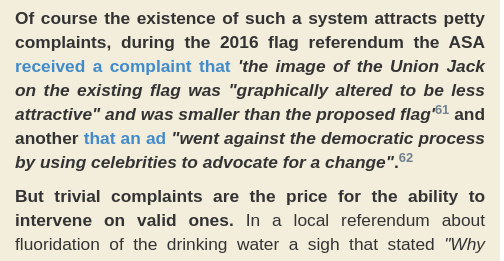 Of course the existence of such a system attracts petty
complaints, during the 2016 flag referendum the ASA
received a complaint that 'the image of the Union Jack
on the existing flag was "graphically altered to be less
attractive" and was smaller than the proposed flag'61 and
another that an ad "went against the democratic process
by using celebrities to advocate for a change".62
But trivial complaints are the price for the ability to
intervene on valid ones. In a local referendum about
fluoridation of the drinking water a sigh that stated "Why